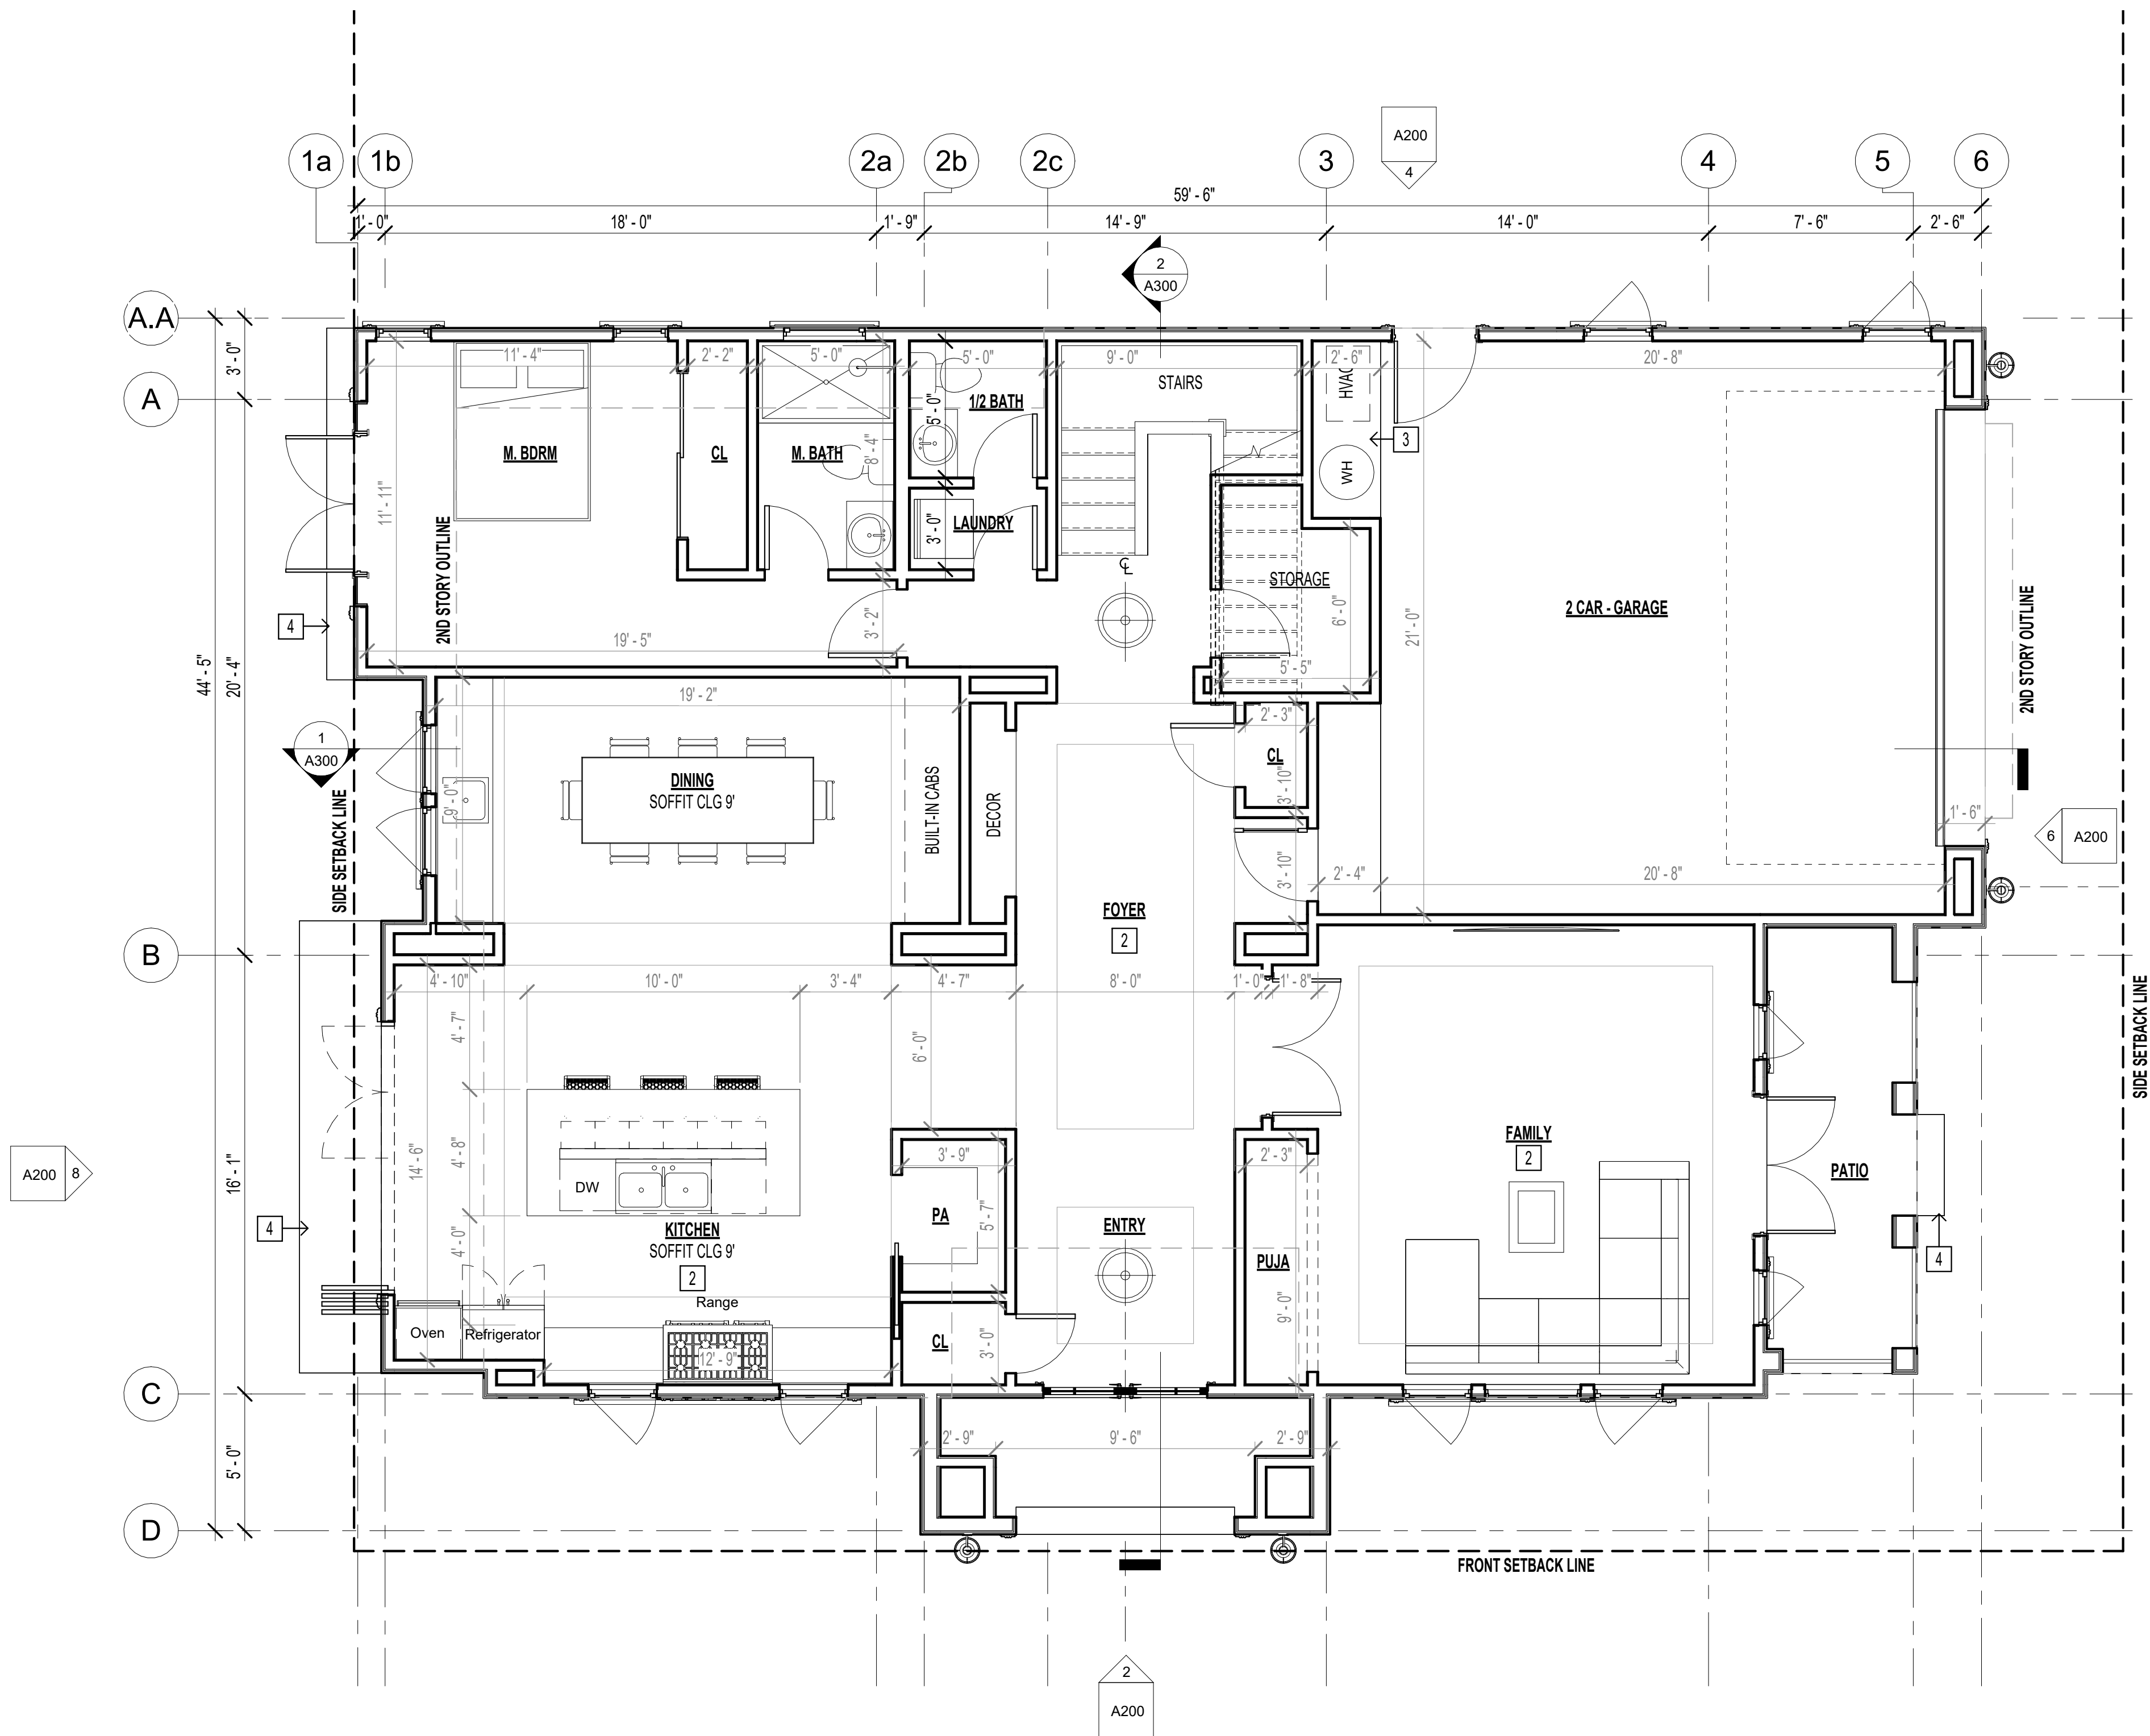 A200
4
1a
1b
2a
2b
2c
3
4
5
6
59' - 6"
1' - 0"
18' - 0"
1' - 9"
14' - 9"
14' - 0"
7' - 6"
2' - 6"
2
A300
A.A
A
B
C
D
3' - 0"
44' - 5"
20' - 4"
16' - 1"
5' - 0"
11' - 4"
2' - 2"
5' - 0"
5' - 0"
9' - 0"
2' - 6"
20' - 8"
STAIRS
HVAC
1/2 BATH
5' - 0"
M. BDRM
CL
M. BATH
8' - 4"
3
WH
11' - 11"
2ND STORY OUTLINE
3' - 0"
LAUNDRY
CL
STORAGE
6' - 0"
21' - 0"
2 CAR - GARAGE
2ND STORY OUTLINE
4
3' - 2"
19' - 5"
5' - 5"
19' - 2"
2' - 3"
1
A300
CL
DINING
SOFFIT CLG 9'
9' - 0"
BUILT-IN CABS
DECOR
3' - 10"
1' - 6"
6
A200
SIDE SETBACK LINE
3' - 10"
2' - 4"
20' - 8"
FOYER
2
4' - 10"
10' - 0"
3' - 4"
4' - 7"
8' - 0"
1' - 0"
1' - 8"
SIDE SETBACK LINE
4' - 7"
6' - 0"
14' - 6"
4' - 8"
FAMILY
2
A200
8
3' - 9"
2' - 3"
PATIO
DW
PA
5' - 7"
ENTRY
KITCHEN
SOFFIT CLG 9'
2
4' - 0"
4
4
PUJA
9' - 0"
Range
Oven
Refrigerator
CL
3' - 0"
12' - 9"
2' - 9"
9' - 6"
2' - 9"
FRONT SETBACK LINE
2
A200